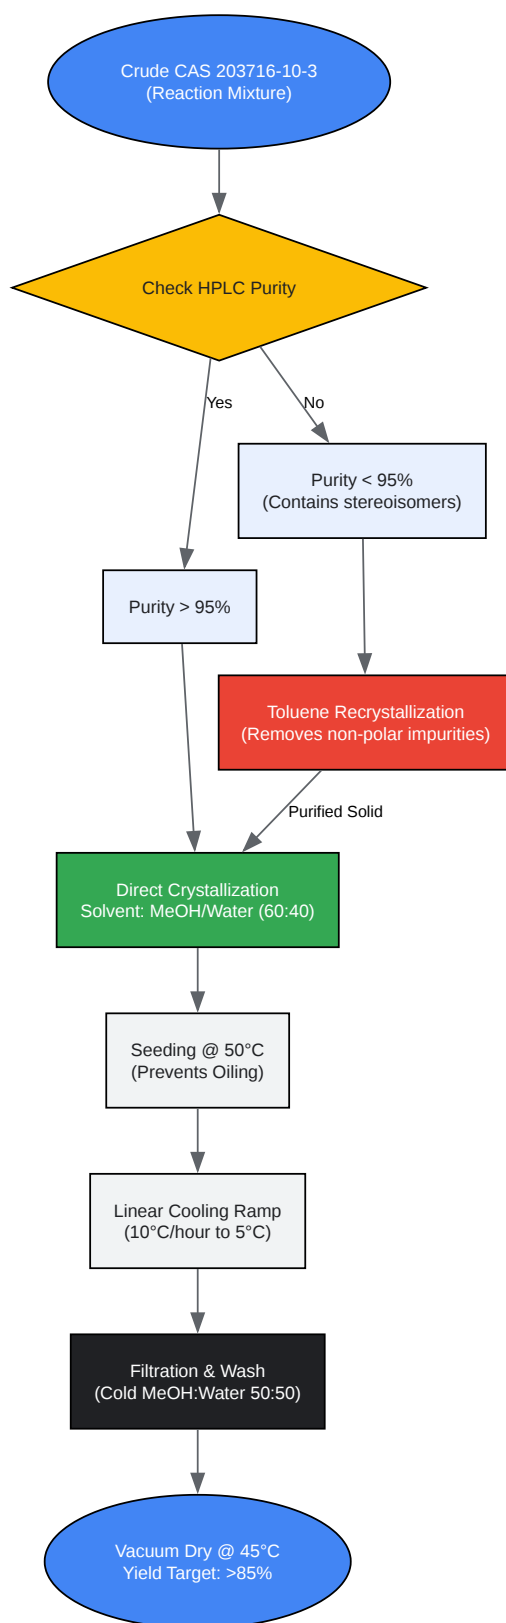 Crude CAS 203716-10-3
(Reaction Mixture)
Check HPLC Purity
Yes
No
Purity < 95%
(Contains stereoisomers)
Purity > 95%
Toluene Recrystallization
(Removes non-polar impurities)
Purified Solid
Direct Crystallization
Solvent: MeOH/Water (60:40)
Seeding @ 50°C
(Prevents Oiling)
Linear Cooling Ramp
(10°C/hour to 5°C)
Filtration & Wash
(Cold MeOH:Water 50:50)
Vacuum Dry @ 45°C
Yield Target: >85%